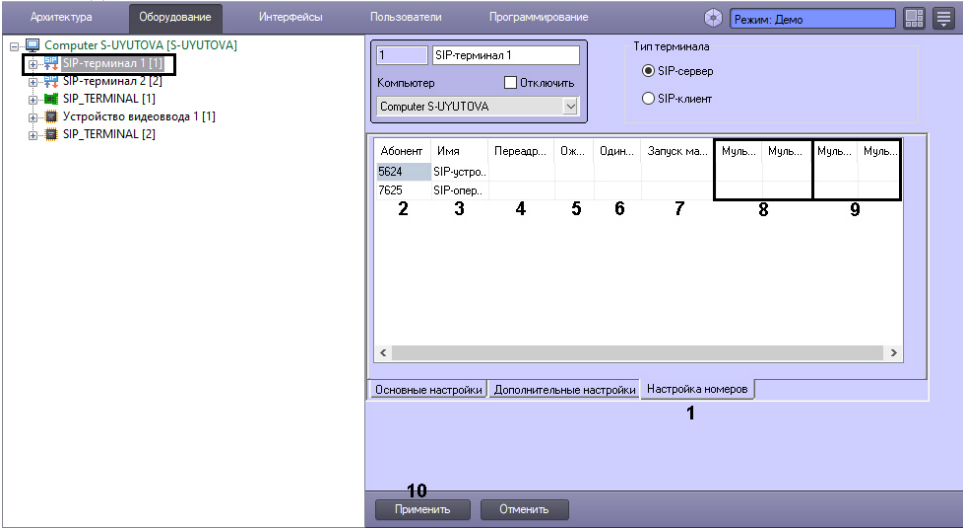 Архитектура Оборудование Интерфейсы Пользователи Программирование Режим: Демо
Computer S-UYUTOVA [S-UYUTOVA]
SIP-терминал 1 [1]
SIP-терминал 2 [2]
SIP_TERMINAL [1]
Устройство видеоввода 1 [1]
SIP_TERMINAL [2]
1 SIP-терминал 1
Компьютер Отключить
Computer S-UYUTOVA
Тип терминала
SIP-сервер
SIP-клиент
Абонент Имя Переадр... Ож... Один... Запуск ма... Муль... Муль... Муль... Муль...
5624 SIP-устро..
7625 SIP-опер..
2 3 4 5 6 7 8 9
Основные настройки Дополнительные настройки Настройка номеров
1
10
Применить Отменить